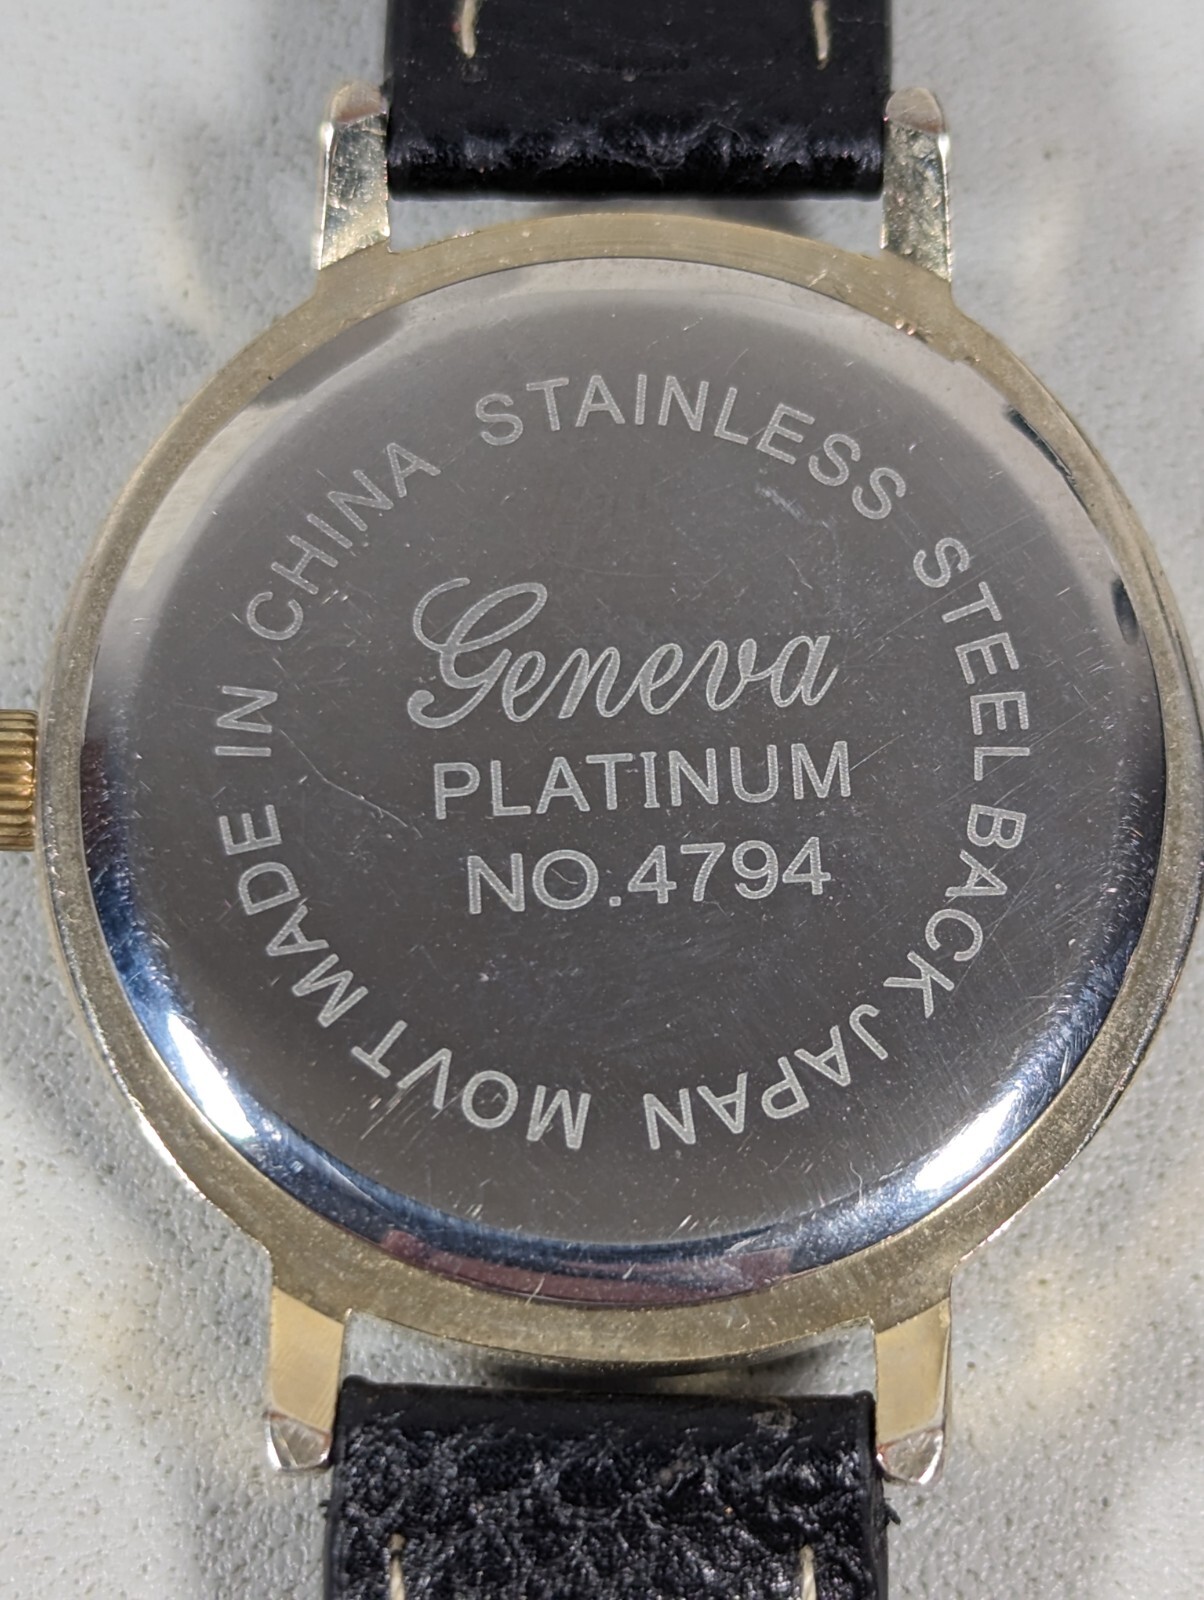 Geneva
PLATINUM
NO.4794
STAINLESS STEEL BACK JAPAN MOVT MADE IN CHINA